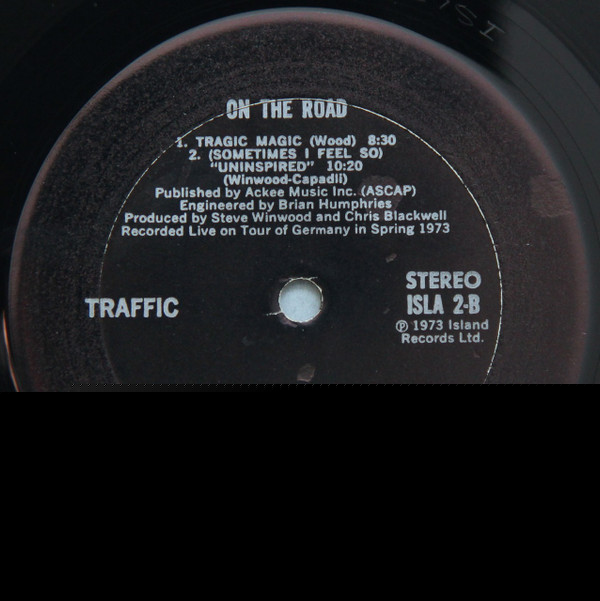 ON THE ROAD
1. TRAGIC MAGIC (Wood) 8:30
2. (SOMETIMES I FEEL SO)
"UNINSPIRED" 10:20
(Winwood-Capadli)
Published by Ackee Music Inc. (ASCAP)
Engineered by Brian Humphries
Produced by Steve Winwood and Chris Blackwell
Recorded Live on Tour of Germany in Spring 1973
TRAFFIC
STEREO
ISLA 2-B
℗ 1973 Island
Records Ltd.